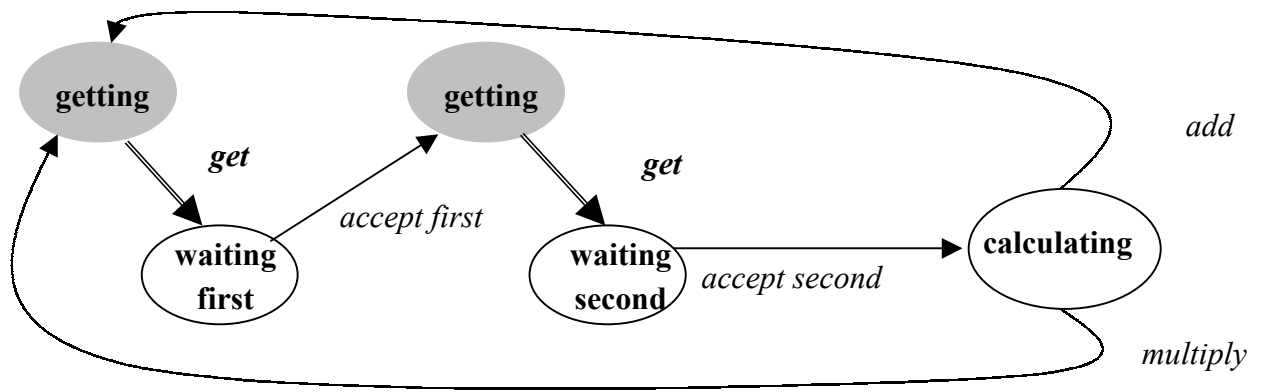 getting
getting
add
get
get
accept first
waiting
first
waiting
second
accept second
calculating
multiply